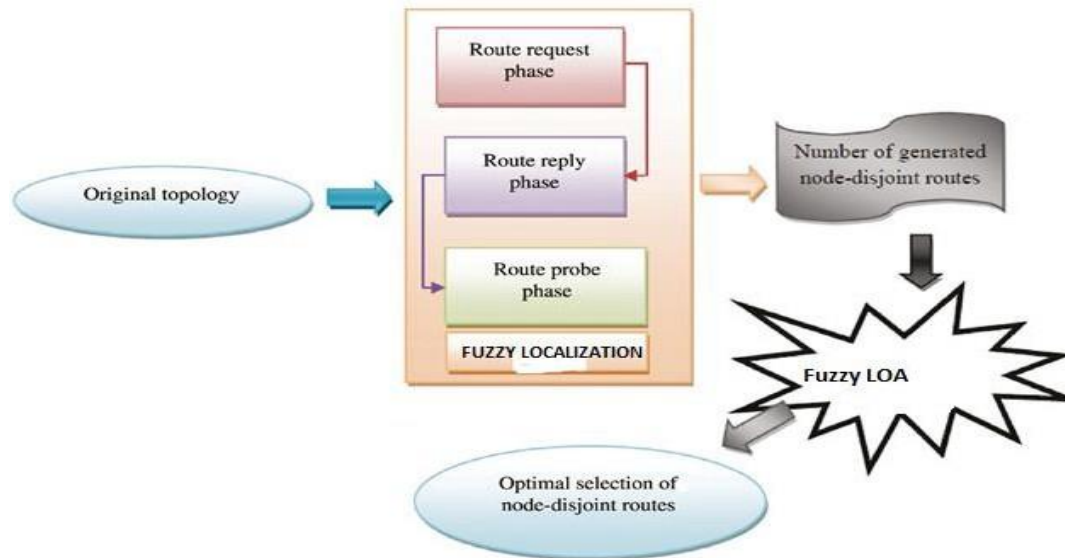 Route request
phase
Route reply
phase
Original topology
Number of generated
node-disjoint routes
Route probe
phase
FUZZY LOCALIZATION
Fuzzy LOA
Optimal selection of
node-disjoint routes